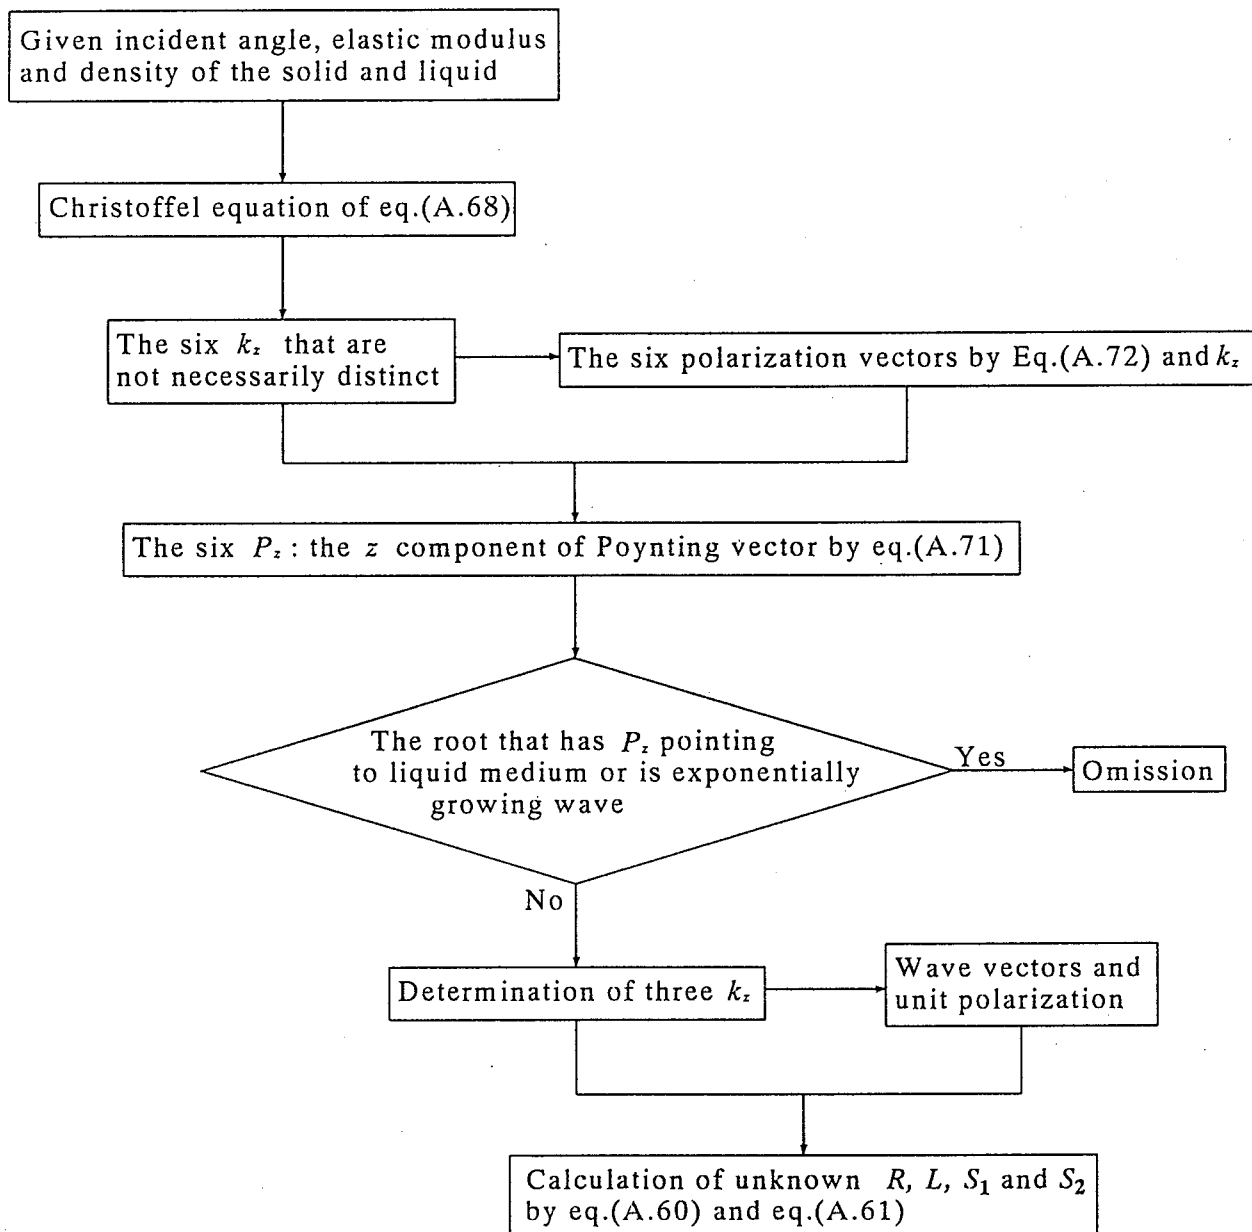 Given incident angle, elastic modulus
and density of the solid and liquid
Christoffel equation of eq.(A.68)
The six k_z that are
not necessarily distinct
The six polarization vectors by Eq.(A.72) and k_z
The six P_z : the z component of Poynting vector by eq.(A.71)
The root that has P_z pointing
to liquid medium or is exponentially
growing wave
Yes
Omission
No
Determination of three k_z
Wave vectors and
unit polarization
Calculation of unknown R, L, S_1 and S_2
by eq.(A.60) and eq.(A.61)